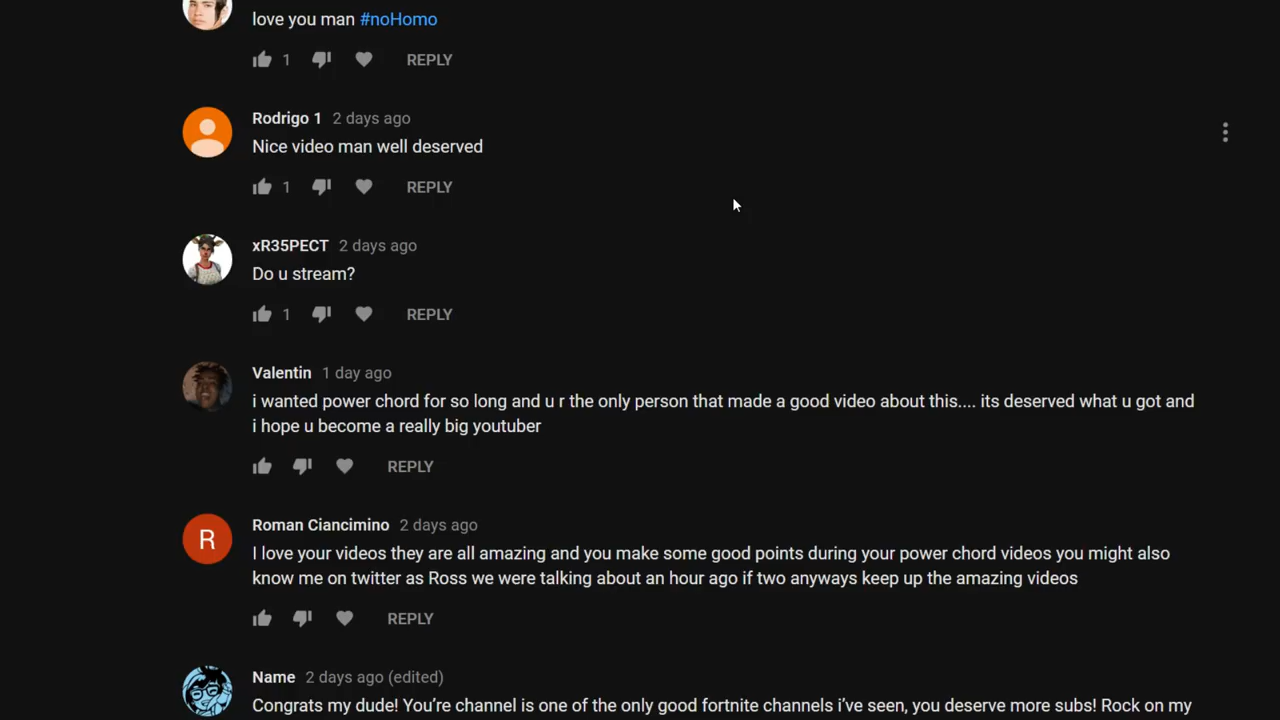 love you man #noHomo
1 REPLY
Rodrigo 1 2 days ago
Nice video man well deserved
1 REPLY
xR35PECT 2 days ago
Do u stream?
1 REPLY
Valentin 1 day ago
i wanted power chord for so long and u r the only person that made a good video about this.... its deserved what u got and
i hope u become a really big youtuber
REPLY
R
Roman Ciancimino 2 days ago
I love your videos they are all amazing and you make some good points during your power chord videos you might also
know me on twitter as Ross we were talking about an hour ago if two anyways keep up the amazing videos
REPLY
Name 2 days ago (edited)
Congrats my dude! You're channel is one of the only good fortnite channels i've seen, you deserve more subs! Rock on my